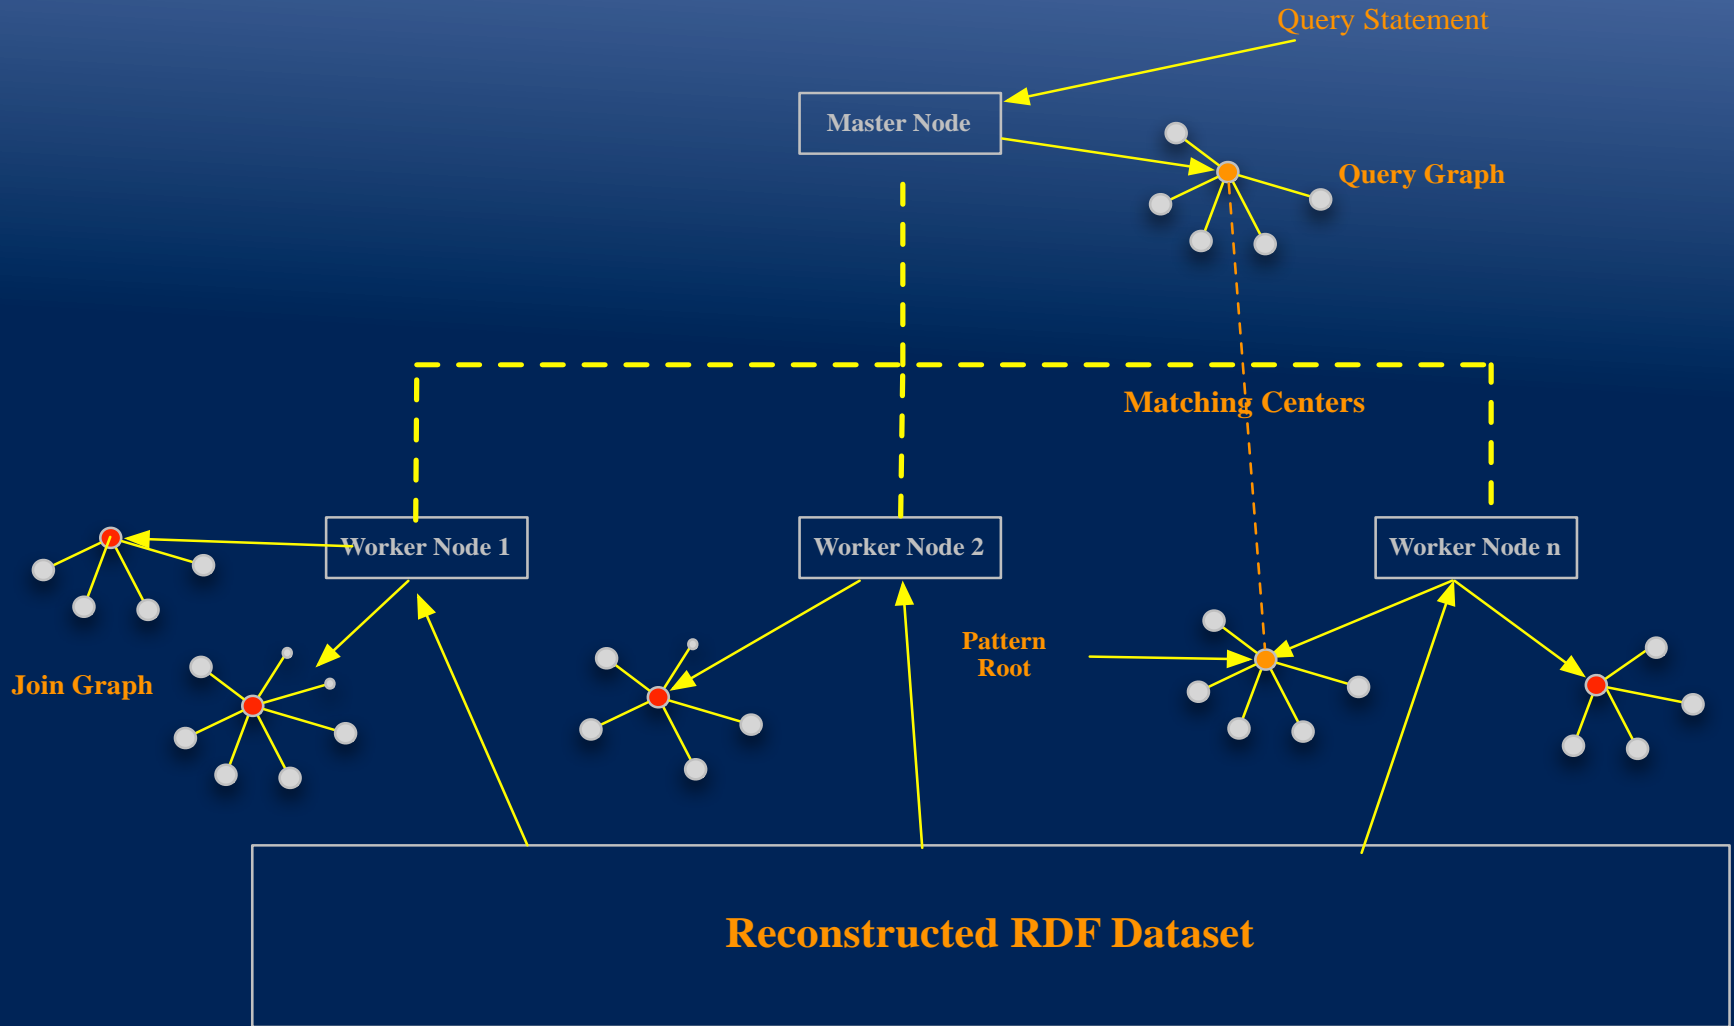 Query Statement
Master Node
Query Graph
Matching Centers
Worker Node 1
Worker Node 2
Worker Node n
Pattern
Root
Join Graph
Reconstructed RDF Dataset